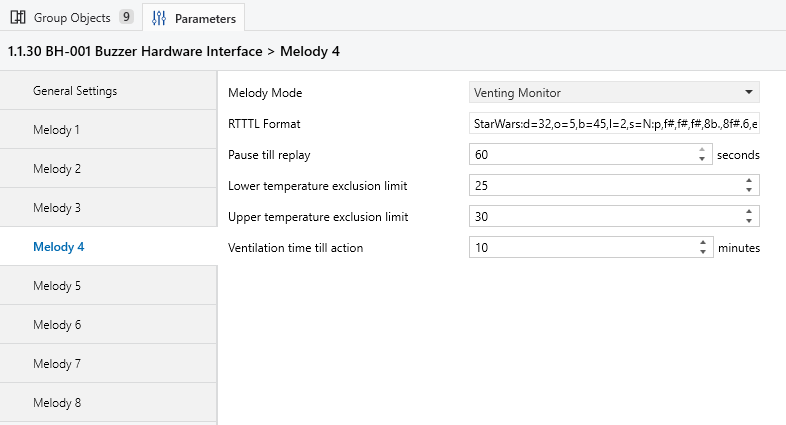 Group Objects 9 Parameters
1.1.30 BH-001 Buzzer Hardware Interface > Melody 4
General Settings
Melody 1
Melody 2
Melody 3
Melody 4
Melody 5
Melody 6
Melody 7
Melody 8
Melody Mode Venting Monitor
RTTTL Format StarWars:d=32,o=5,b=45,l=2,s=N:p,f#,f#,f#,8b.,8f#.6,e
Pause till replay 60 seconds
Lower temperature exclusion limit 25
Upper temperature exclusion limit 30
Ventilation time till action 10 minutes